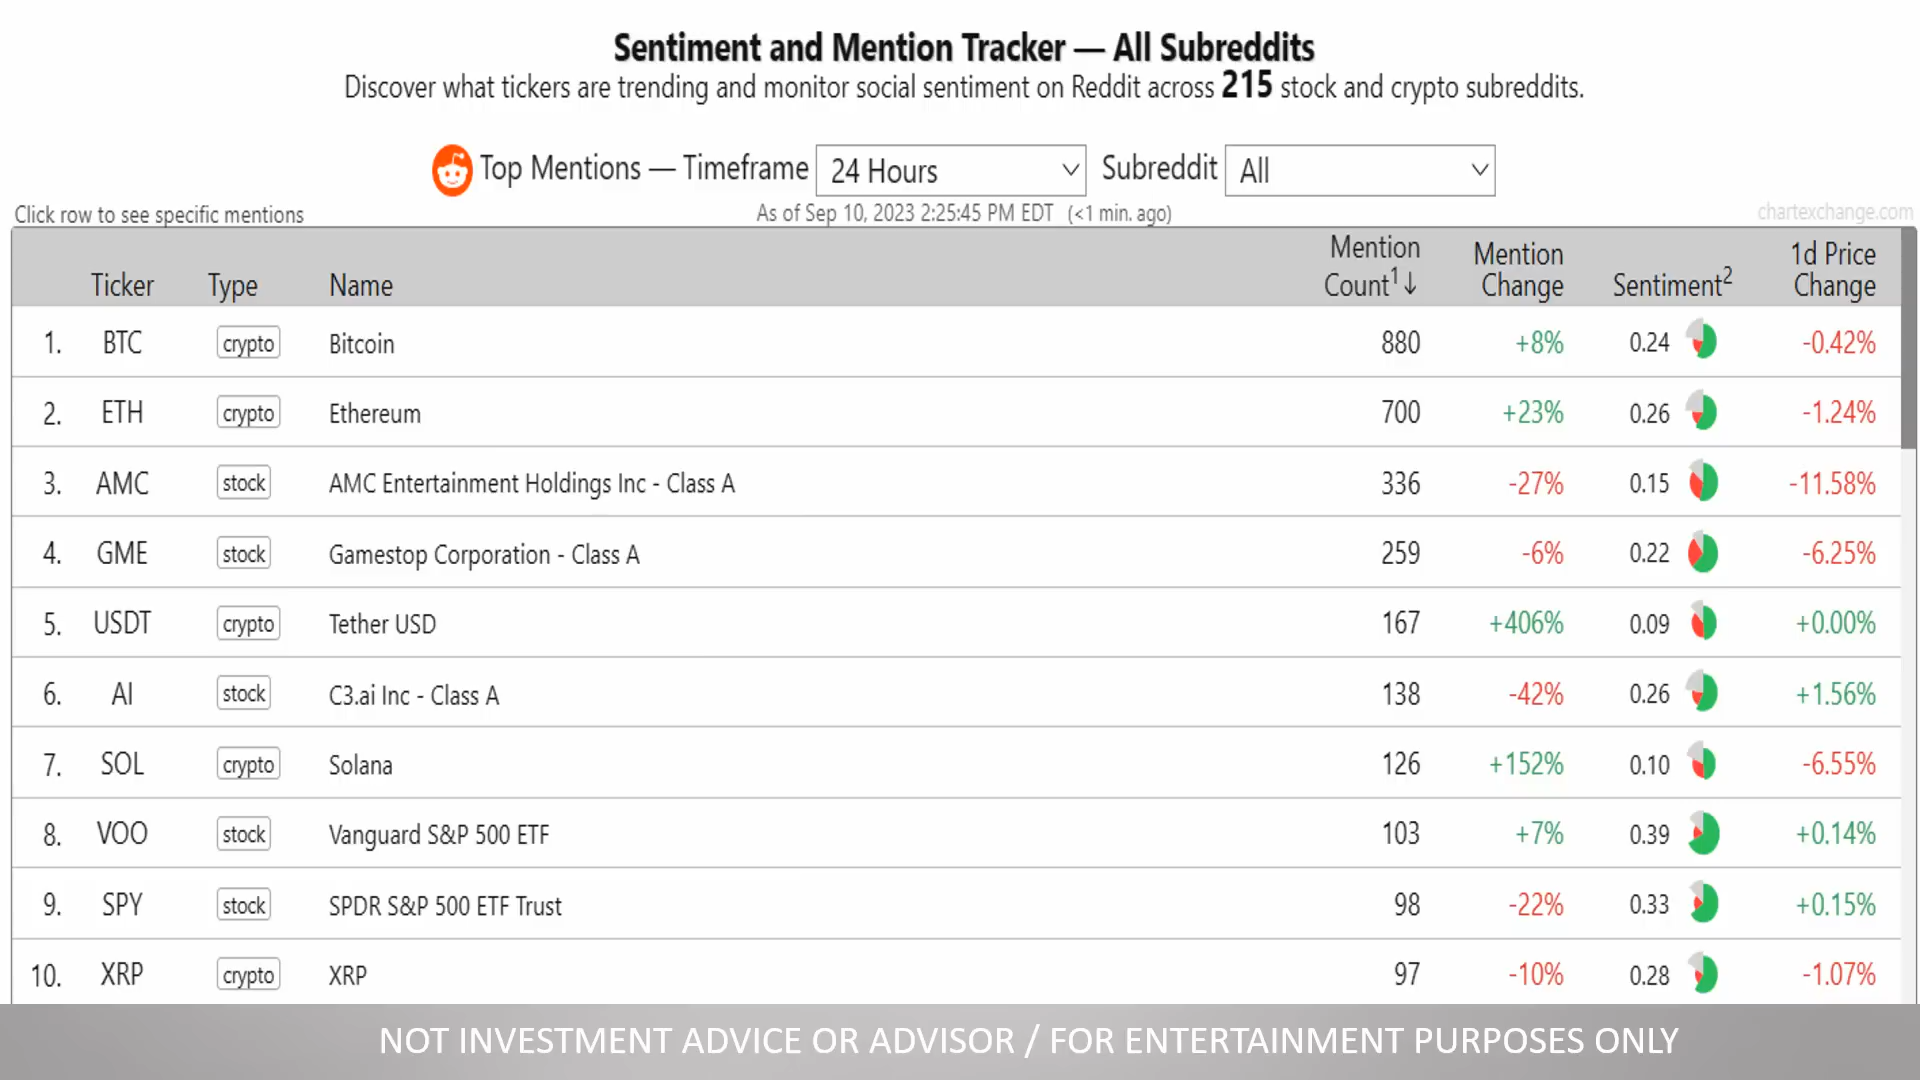 Sentiment and Mention Tracker — All Subreddits
Discover what tickers are trending and monitor social sentiment on Reddit across 215 stock and crypto subreddits.
Top Mentions — Timeframe 24 Hours Subreddit All
Click row to see specific mentions As of Sep 10, 2023 2:25:45 PM EDT (<1 min. ago) chartexchange.com
Ticker Type Name Mention Count¹↓ Mention Change Sentiment² 1d Price Change
1. BTC crypto Bitcoin 880 +8% 0.24 -0.42%
2. ETH crypto Ethereum 700 +23% 0.26 -1.24%
3. AMC stock AMC Entertainment Holdings Inc - Class A 336 -27% 0.15 -11.58%
4. GME stock Gamestop Corporation - Class A 259 -6% 0.22 -6.25%
5. USDT crypto Tether USD 167 +406% 0.09 +0.00%
6. AI stock C3.ai Inc - Class A 138 -42% 0.26 +1.56%
7. SOL crypto Solana 126 +152% 0.10 -6.55%
8. VOO stock Vanguard S&P 500 ETF 103 +7% 0.39 +0.14%
9. SPY stock SPDR S&P 500 ETF Trust 98 -22% 0.33 +0.15%
10. XRP crypto XRP 97 -10% 0.28 -1.07%
NOT INVESTMENT ADVICE OR ADVISOR / FOR ENTERTAINMENT PURPOSES ONLY